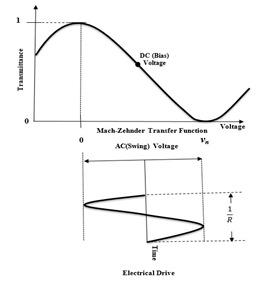 1
Transmittance
DC (Bias)
Voltage
0
Mach-Zehnder Transfer Function
Voltage
0
vₙ
AC(Swing) Voltage
1
R
Time
Electrical Drive